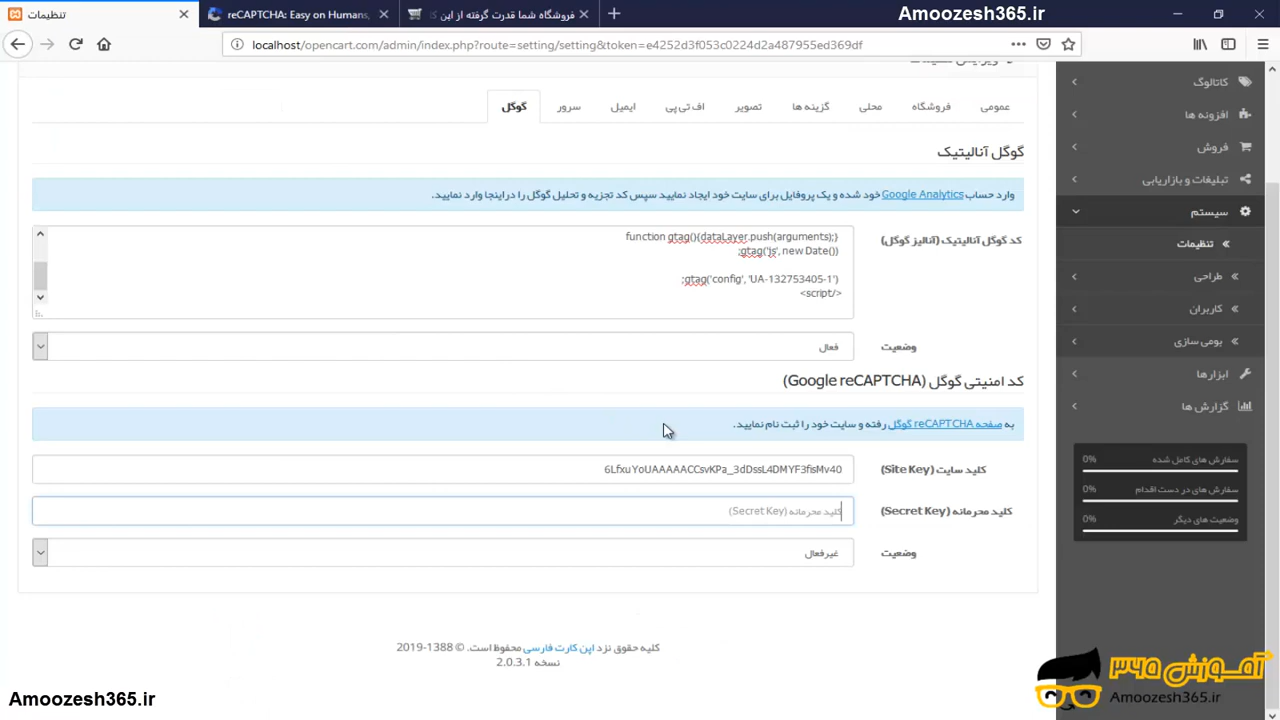 تنظیمات
reCAPTCHA: Easy on Humans,
فروشگاه شما قدرت گرفته از این
Amoozesh365.ir
localhost/opencart.com/admin/index.php?route=setting/setting&token=e4252d3f053c0224d2a487955ed369df
ویرایش تنظیمات
عمومی
فروشگاه
محلی
گزینه ها
تصویر
اف تی پی
ایمیل
سرور
گوگل
گوگل آنالیتیک
وارد حساب Google Analytics خود شده و یک پروفایل برای سایت خود ایجاد نمایید سپس کد تجزیه و تحلیل گوگل را دراینجا وارد نمایید.
کد گوگل آنالیتیک (آنالیز گوگل)
function gtag(){dataLayer.push(arguments);}
gtag('js', new Date());
gtag('config', 'UA-132753405-1');
</script>
وضعیت
فعال
کد امنیتی گوگل (Google reCAPTCHA)
به صفحه reCAPTCHA گوگل رفته و سایت خود را ثبت نام نمایید.
کلید سایت (Site Key)
6LfxuYoUAAAAACCsvKPa_3dDssL4DMYF3fisMv40
کلید محرمانه (Secret Key)
کلید محرمانه (Secret Key)
وضعیت
غیرفعال
کلیه حقوق نزد اپن کارت فارسی محفوظ است. © 1388-2019
نسخه 2.0.3.1
کاتالوگ
افزونه ها
فروش
تبلیغات و بازاریابی
سیستم
تنظیمات
طراحی
کاربران
بومی سازی
ابزارها
گزارش ها
سفارش های کامل شده
0%
سفارش های در دست اقدام
0%
وضعیت های دیگر
0%
آموزش ۳۶۵
Amoozesh365.ir
Amoozesh365.ir